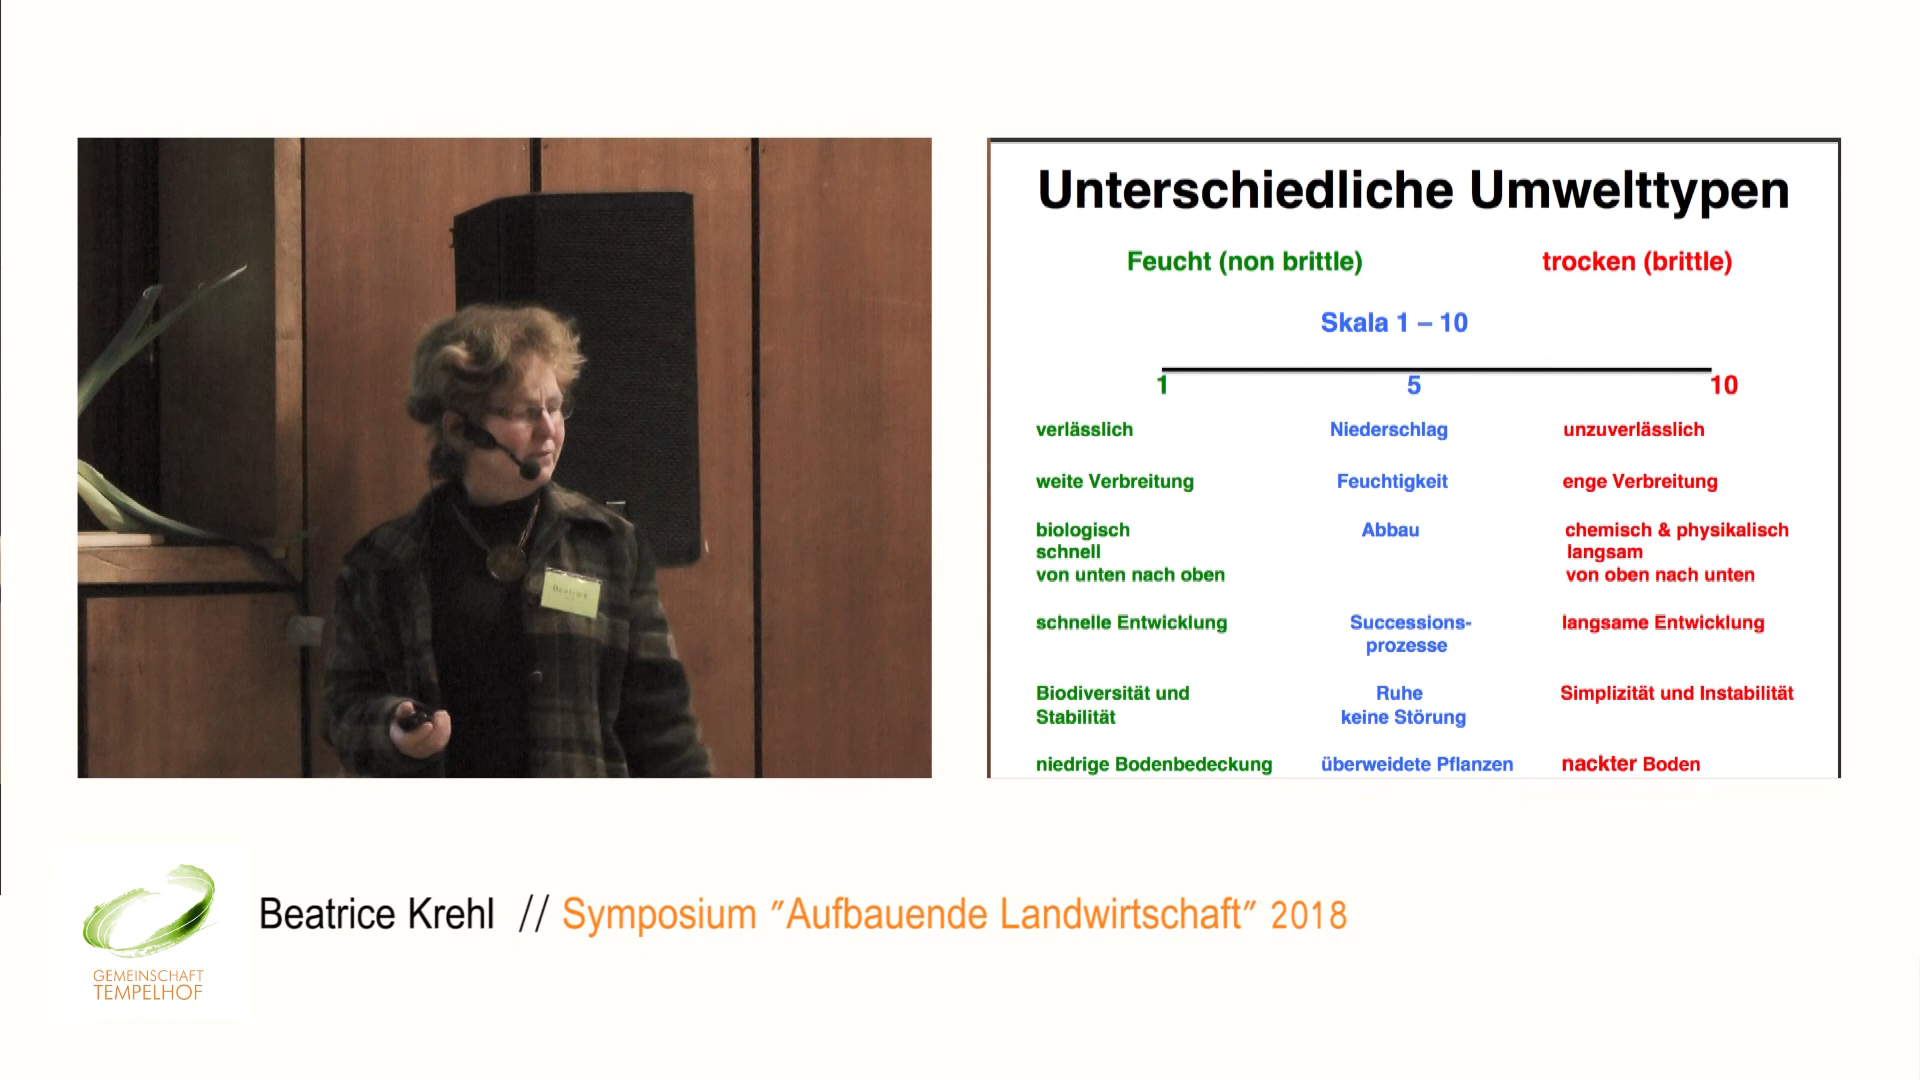 Unterschiedliche Umwelttypen
Feucht (non brittle) trocken (brittle)
Skala 1 – 10
1 5 10
verlässlich Niederschlag unzuverlässlich
weite Verbreitung Feuchtigkeit enge Verbreitung
biologisch Abbau chemisch & physikalisch
schnell langsam
von unten nach oben von oben nach unten
schnelle Entwicklung Successions- langsame Entwicklung
prozesse
Biodiversität und Ruhe Simplizität und Instabilität
Stabilität keine Störung
niedrige Bodenbedeckung überweidete Pflanzen nackter Boden
Beatrice
Beatrice Krehl // Symposium "Aufbauende Landwirtschaft" 2018
GEMEINSCHAFT
TEMPELHOF